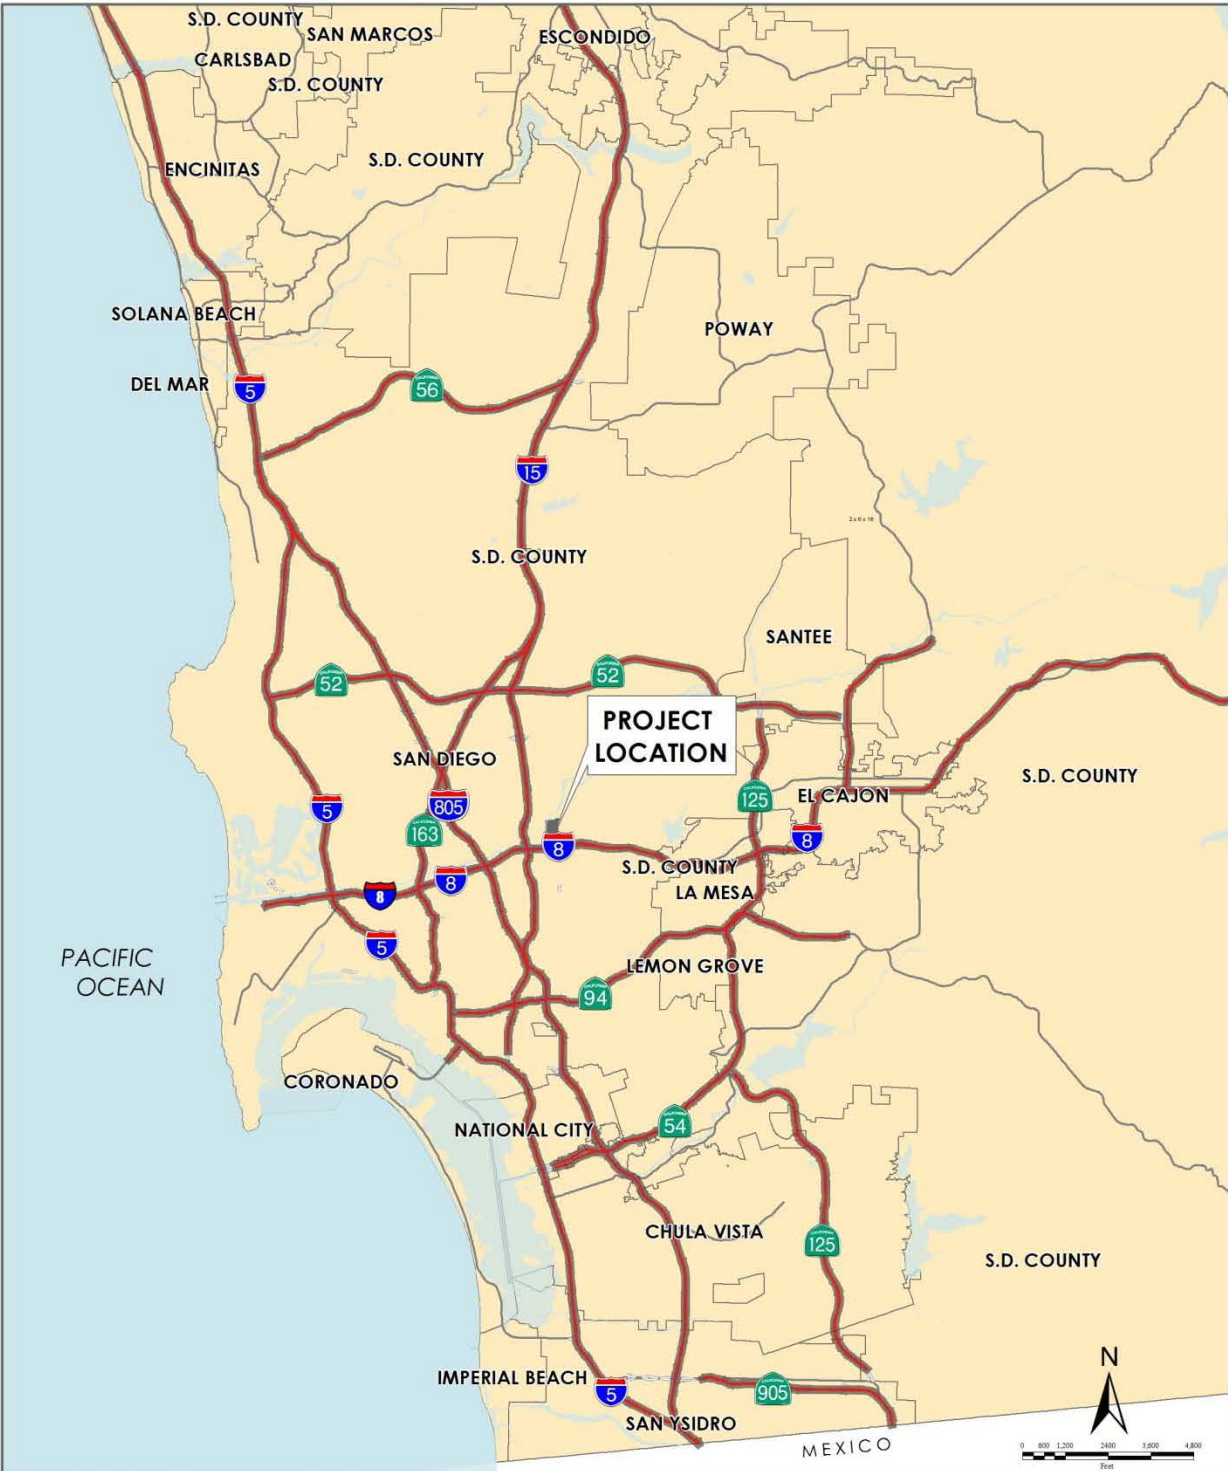 S.D. COUNTY
SAN MARCOS
ESCONDIDO
CARLSBAD
S.D. COUNTY
ENCINITAS
S.D. COUNTY
SOLANA BEACH
POWAY
DEL MAR
5
56
15
S.D. COUNTY
SANTEE
52
52
PROJECT
LOCATION
SAN DIEGO
S.D. COUNTY
5
805
125
EL CAJON
163
8
8
S.D. COUNTY
8
8
LA MESA
5
PACIFIC
OCEAN
LEMON GROVE
94
CORONADO
NATIONAL CITY
54
CHULA VISTA
125
S.D. COUNTY
N
IMPERIAL BEACH
5
905
SAN YSIDRO
MEXICO
0 600 1,200 2400 3,600 4,800
Feet